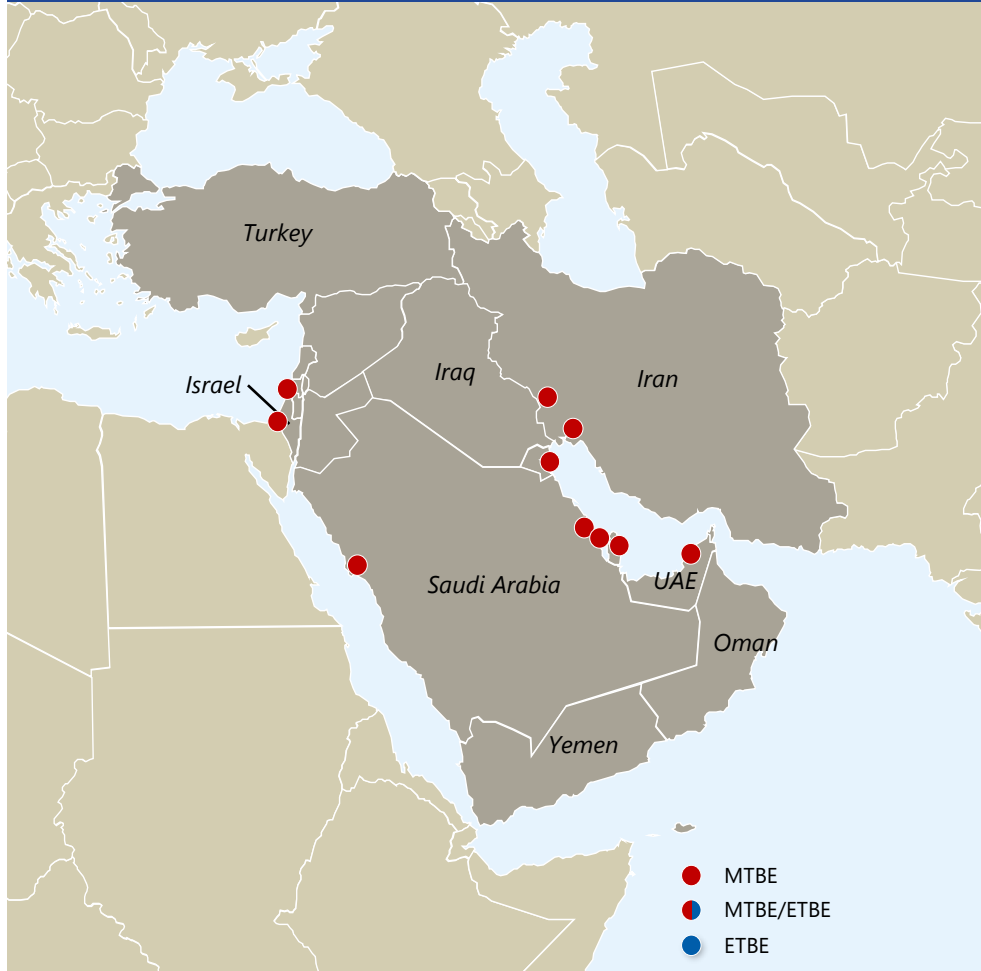 Turkey
Israel
Iraq
Iran
Saudi Arabia
UAE
Oman
Yemen
MTBE
MTBE/ETBE
ETBE